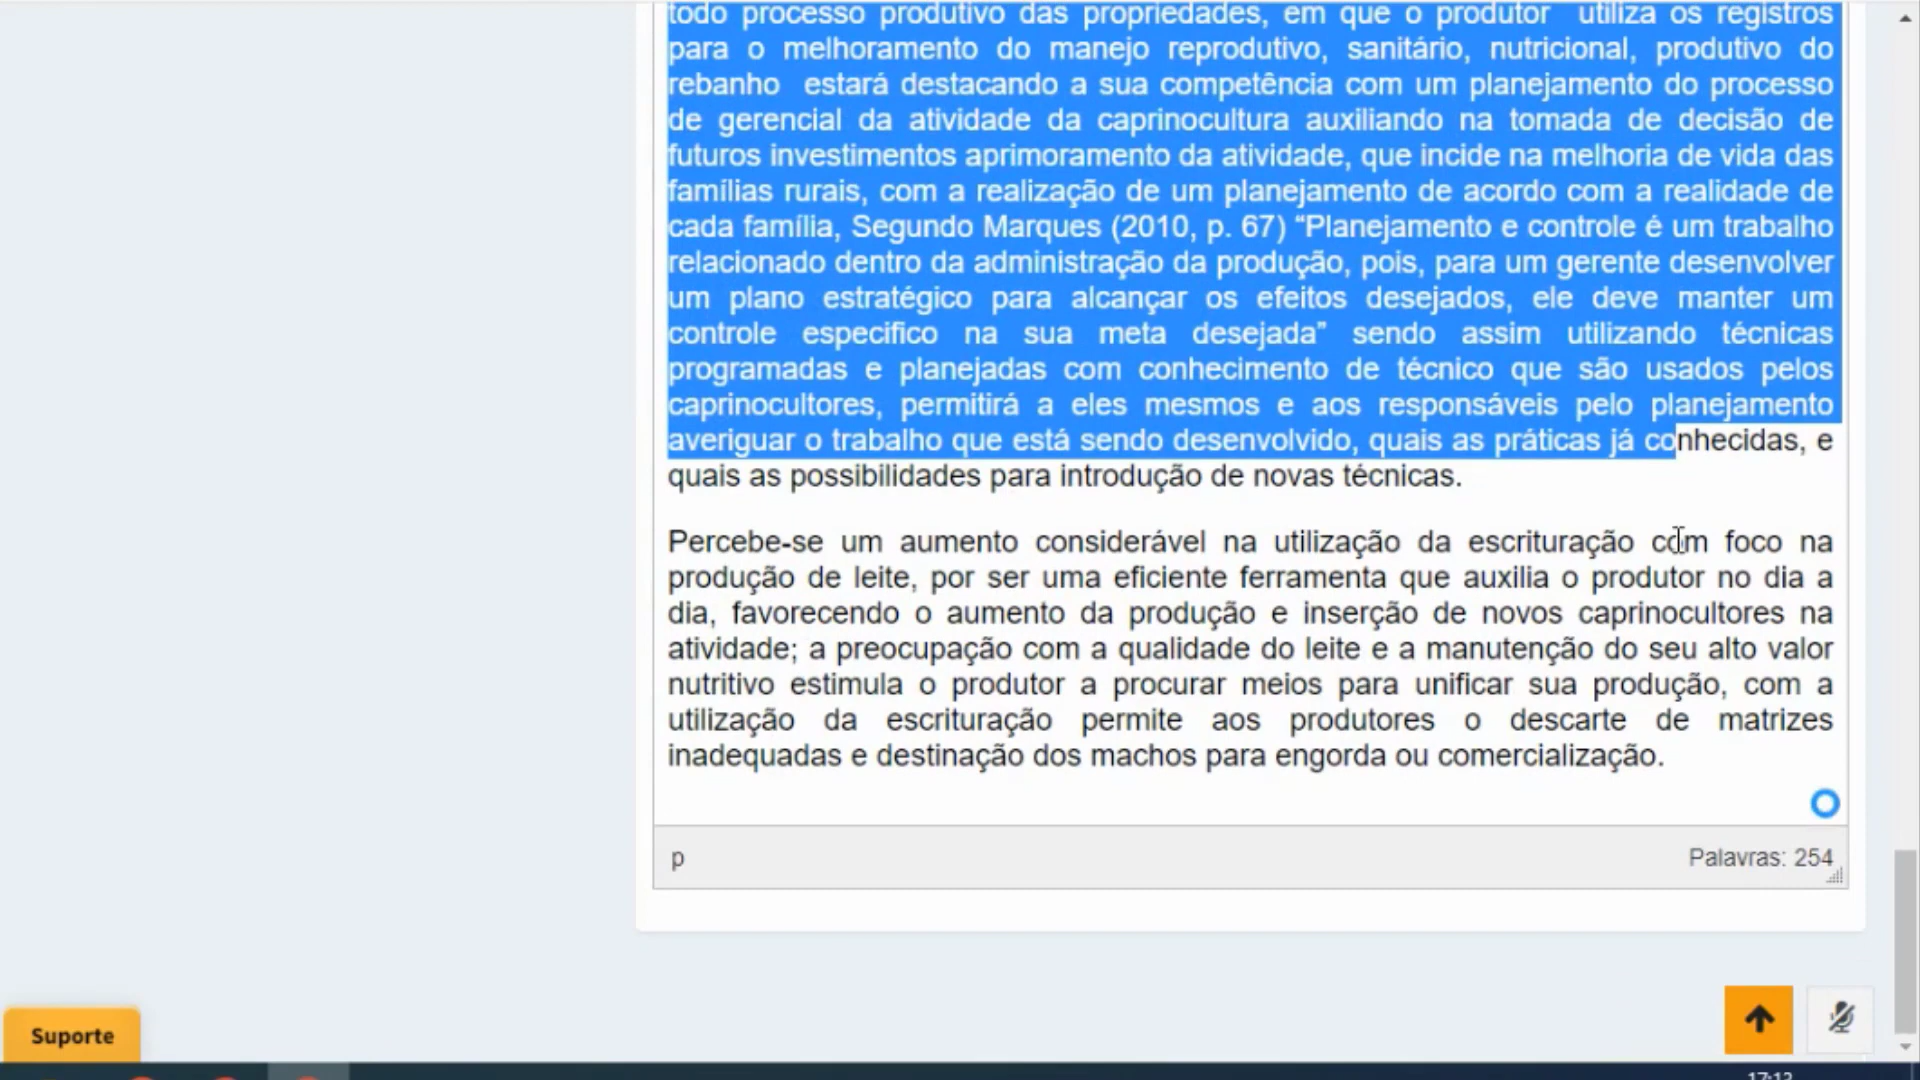 todo processo produtivo das propriedades, em que o produtor utiliza os registros
para o melhoramento do manejo reprodutivo, sanitário, nutricional, produtivo do
rebanho estará destacando a sua competência com um planejamento do processo
de gerencial da atividade da caprinocultura auxiliando na tomada de decisão de
futuros investimentos aprimoramento da atividade, que incide na melhoria de vida das
famílias rurais, com a realização de um planejamento de acordo com a realidade de
cada família, Segundo Marques (2010, p. 67) “Planejamento e controle é um trabalho
relacionado dentro da administração da produção, pois, para um gerente desenvolver
um plano estratégico para alcançar os efeitos desejados, ele deve manter um
controle especifico na sua meta desejada” sendo assim utilizando técnicas
programadas e planejadas com conhecimento de técnico que são usados pelos
caprinocultores, permitirá a eles mesmos e aos responsáveis pelo planejamento
averiguar o trabalho que está sendo desenvolvido, quais as práticas já conhecidas, e
quais as possibilidades para introdução de novas técnicas.
Percebe-se um aumento considerável na utilização da escrituração com foco na
produção de leite, por ser uma eficiente ferramenta que auxilia o produtor no dia a
dia, favorecendo o aumento da produção e inserção de novos caprinocultores na
atividade; a preocupação com a qualidade do leite e a manutenção do seu alto valor
nutritivo estimula o produtor a procurar meios para unificar sua produção, com a
utilização da escrituração permite aos produtores o descarte de matrizes
inadequadas e destinação dos machos para engorda ou comercialização.
p
Palavras: 254
Suporte